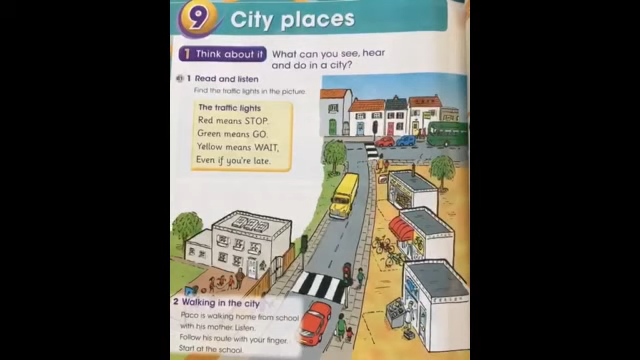 9 City places
1 Think about it What can you see, hear
and do in a city?
1 Read and listen
Find the traffic lights in the picture
The traffic lights
Red means STOP.
Green means GO.
Yellow means WAIT,
Even if you're late.
2 Walking in the city
Paco is walking home from school
with his mother. Listen.
Follow his route with your finger.
Start at the school.